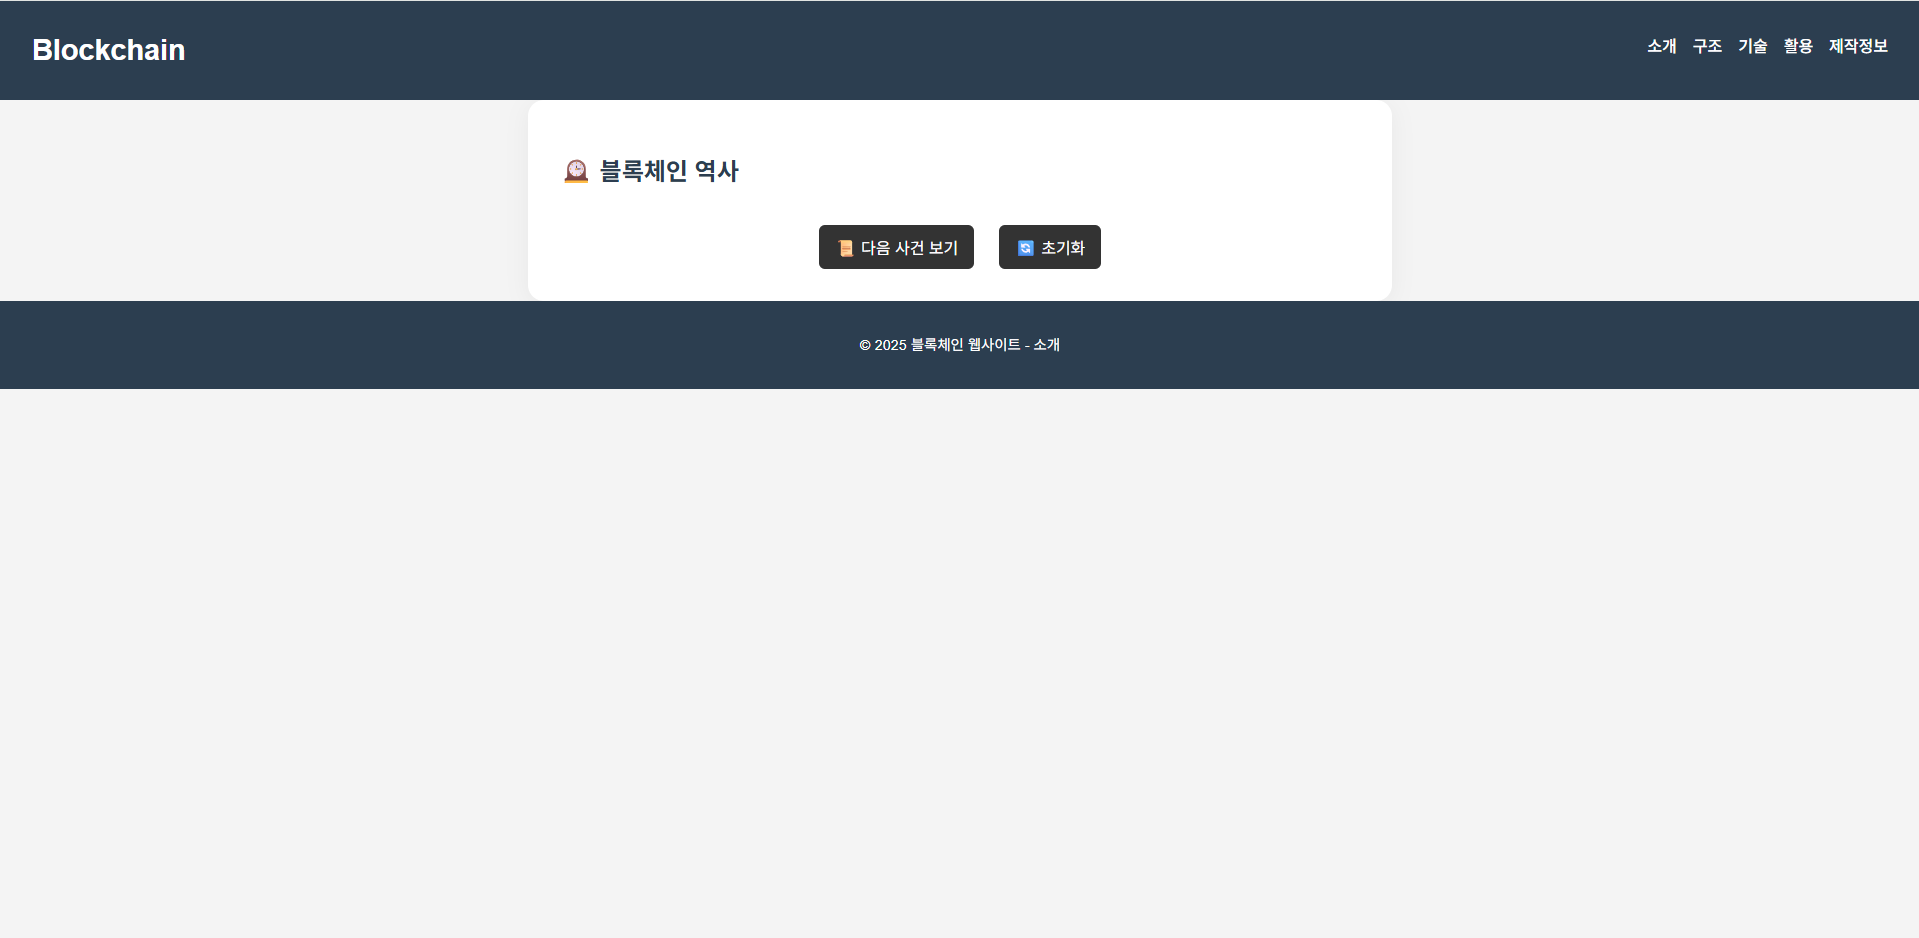 Blockchain
소개 구조 기술 활용 제작정보
🕰️ 블록체인 역사
📜 다음 사건 보기
🔄 초기화
© 2025 블록체인 웹사이트 - 소개